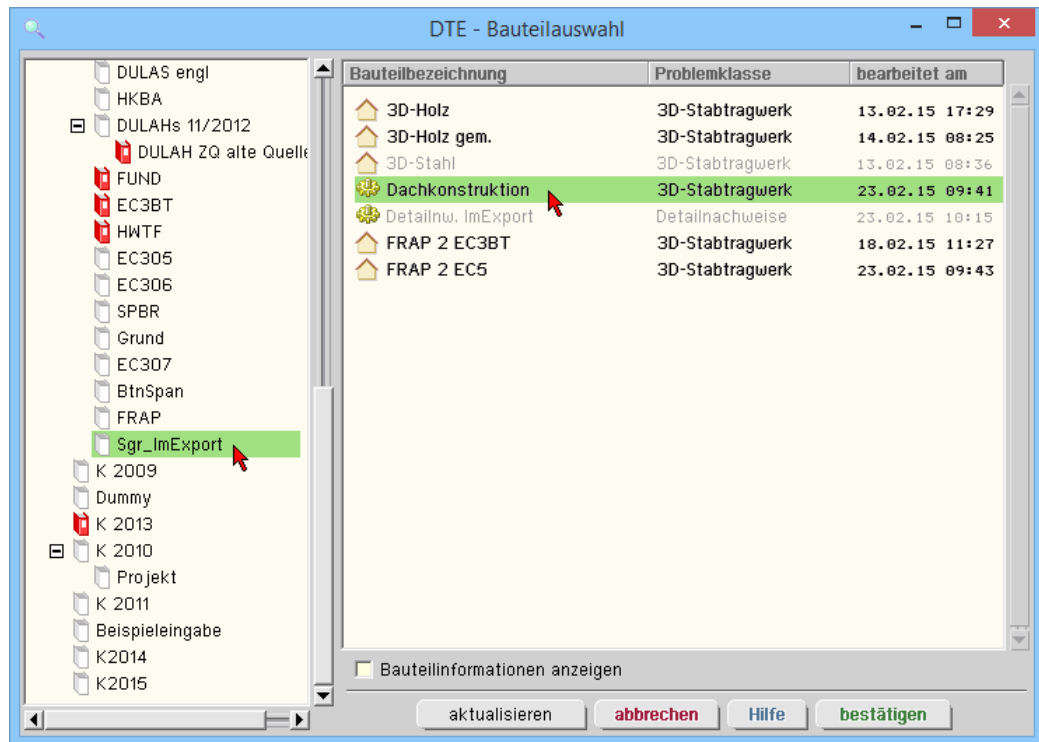 DTE - Bauteilauswahl
DULAS engl
HKBA
DULAHs 11/2012
DULAH ZQ alte Quelle
FUND
EC3BT
HWTF
EC305
EC306
SPBR
Grund
EC307
BtnSpan
FRAP
Sgr_ImExport
K 2009
Dummy
K 2013
K 2010
Projekt
K 2011
Beispieleingabe
K2014
K2015
Bauteilbezeichnung Problemklasse bearbeitet am
3D-Holz 3D-Stabtragwerk 13.02.15 17:29
3D-Holz gem. 3D-Stabtragwerk 14.02.15 08:25
3D-Stahl 3D-Stabtragwerk 13.02.15 08:36
Dachkonstruktion 3D-Stabtragwerk 23.02.15 09:41
Detailnw. ImExport Detailnachweise 23.02.15 10:15
FRAP 2 EC3BT 3D-Stabtragwerk 18.02.15 11:27
FRAP 2 EC5 3D-Stabtragwerk 23.02.15 09:43
Bauteilinformationen anzeigen
aktualisieren abbrechen Hilfe bestätigen